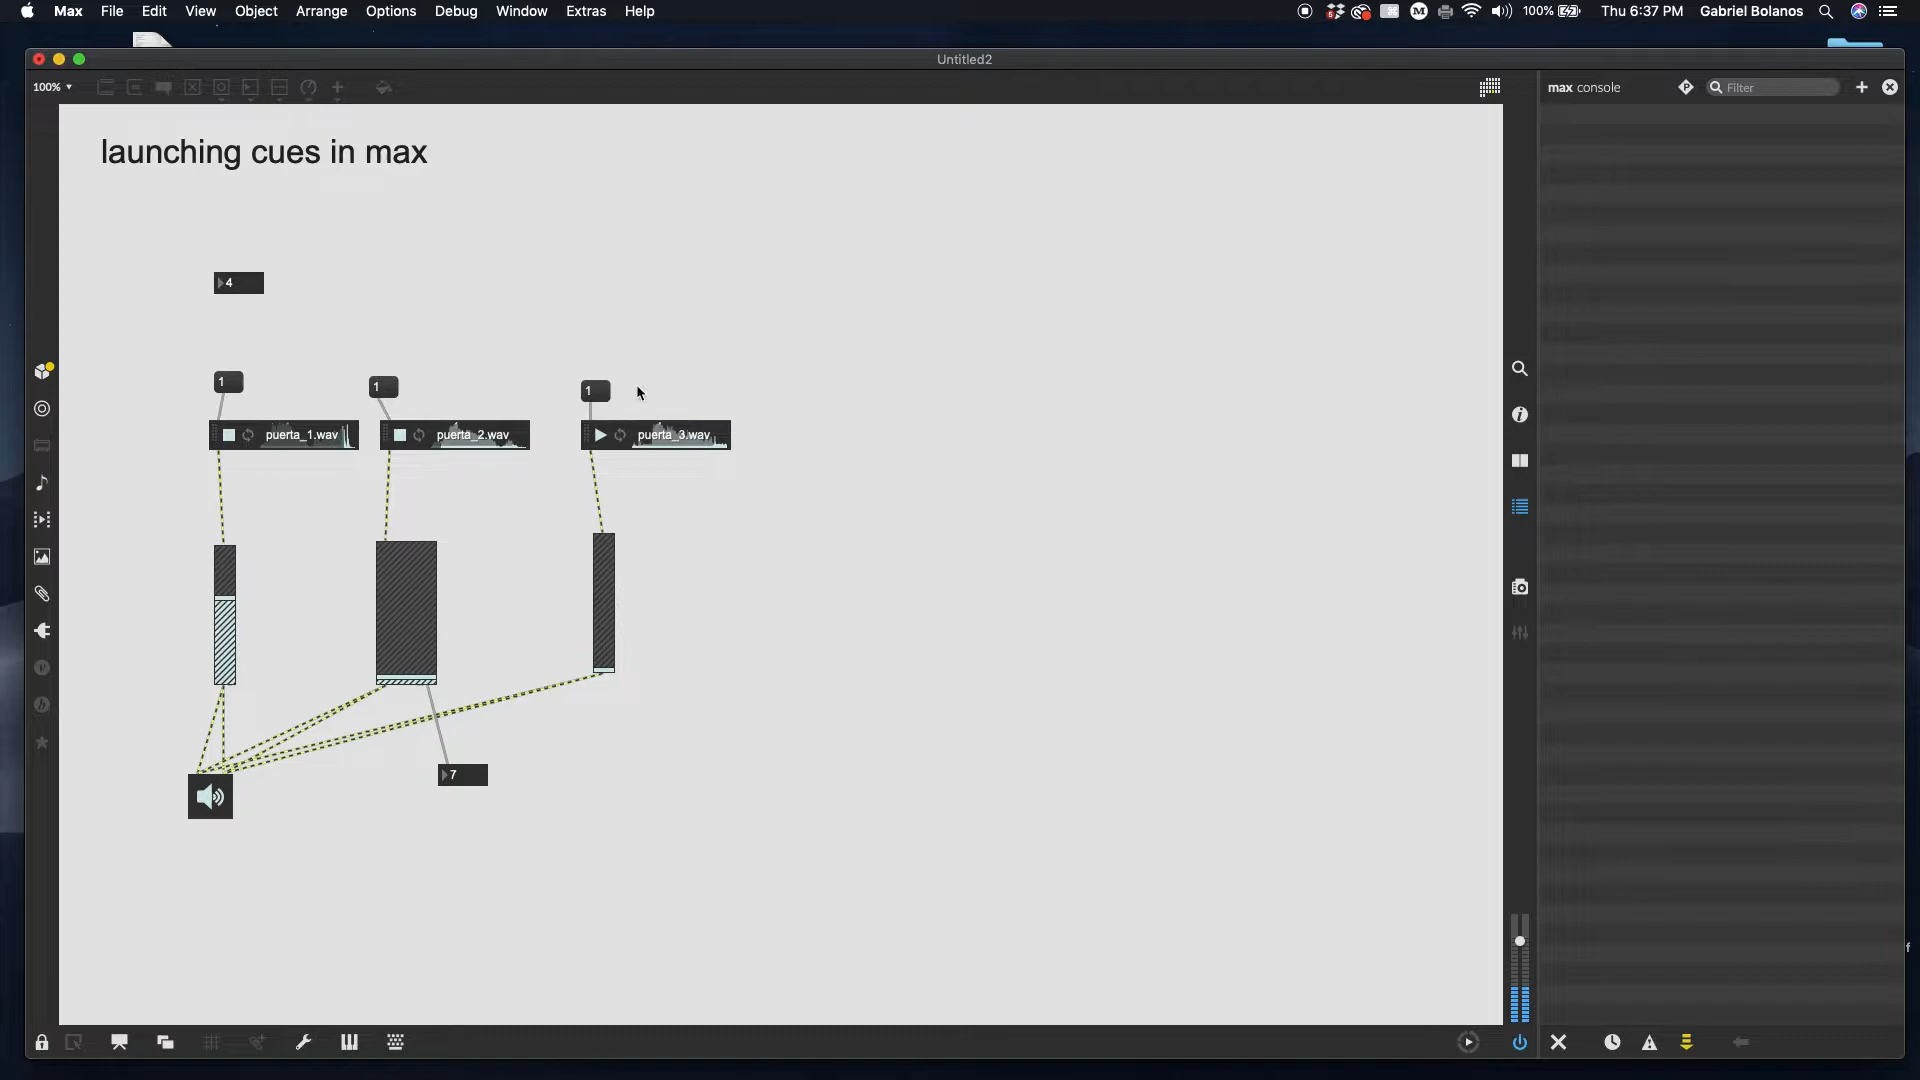 Max File Edit View Object Arrange Options Debug Window Extras Help
100% Thu 6:37 PM Gabriel Bolanos
Untitled2
100%
max console
Filter
launching cues in max
4
1
1
1
puerta_1.wav
puerta_2.wav
puerta_3.wav
7